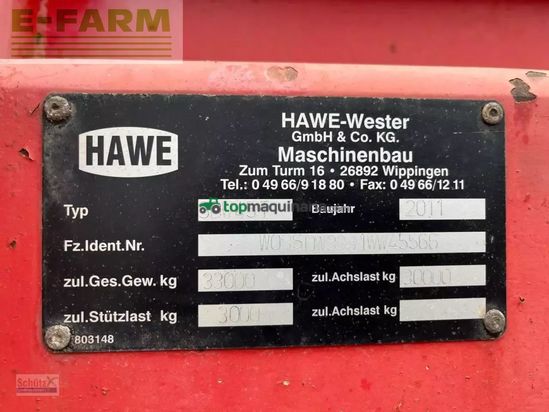 E-FARM
HAWE
HAWE-Wester
GmbH & Co. KG.
Maschinenbau
Zum Turm 16 • 26892 Wippingen
Tel.: 0 49 66/9 18 80 • Fax: 0 49 66/12 11
Typ Baujahr 2011
topmaquinaria
Fz.Ident.Nr.
zul.Ges.Gew. kg 33000 zul.Achslast kg 30000
zul.Stützlast kg 3000 zul.Achslast kg
803148